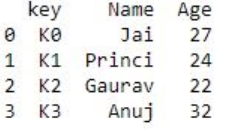 key Name Age
0 K0 Jai 27
1 K1 Princi 24
2 K2 Gaurav 22
3 K3 Anuj 32